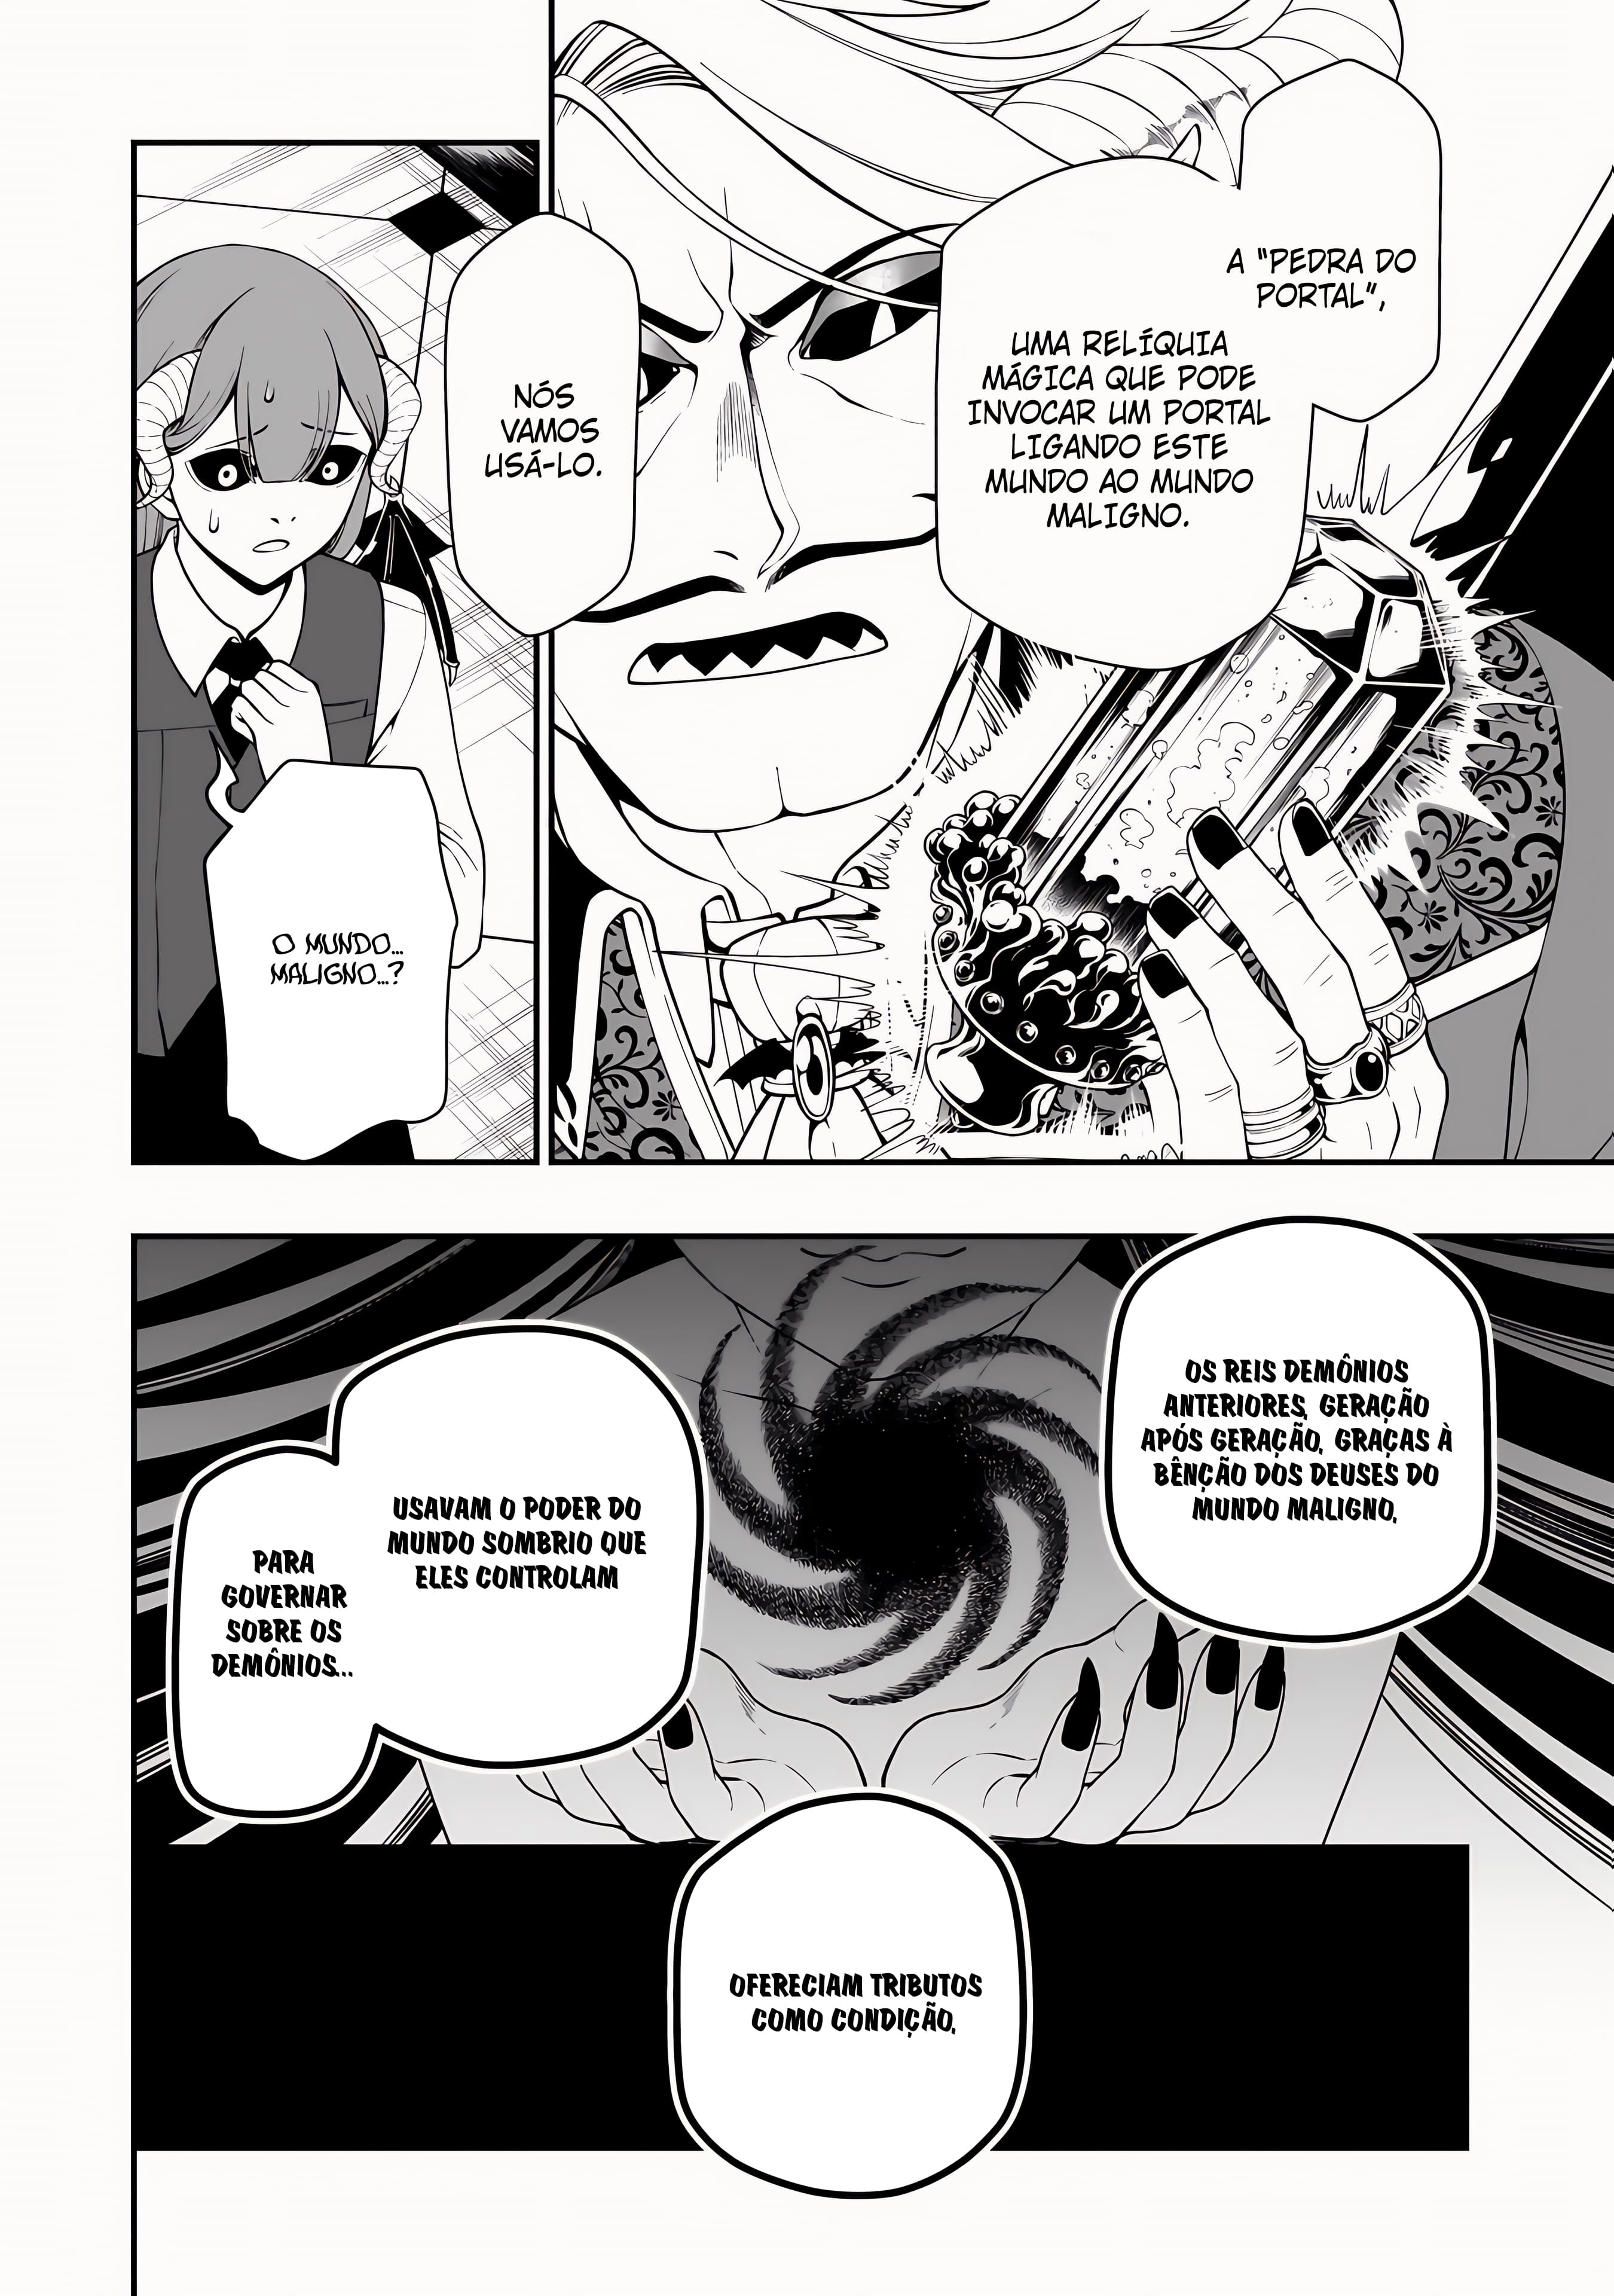 A "PEDRA DO
PORTAL",
UMA RELÍQUIA
MÁGICA QUE PODE
INVOCAR UM PORTAL
LIGANDO ESTE
MUNDO AO MUNDO
MALIGNO.
NÓS
VAMOS
USÁ-LO.
O MUNDO...
MALIGNO...?
OS REIS DEMÔNIOS
ANTERIORES, GERAÇÃO
APÓS GERAÇÃO, GRAÇAS À
BÊNÇÃO DOS DEUSES DO
MUNDO MALIGNO,
USAVAM O PODER DO
MUNDO SOMBRIO QUE
ELES CONTROLAM
PARA
GOVERNAR
SOBRE OS
DEMÔNIOS...
OFERECIAM TRIBUTOS
COMO CONDIÇÃO,